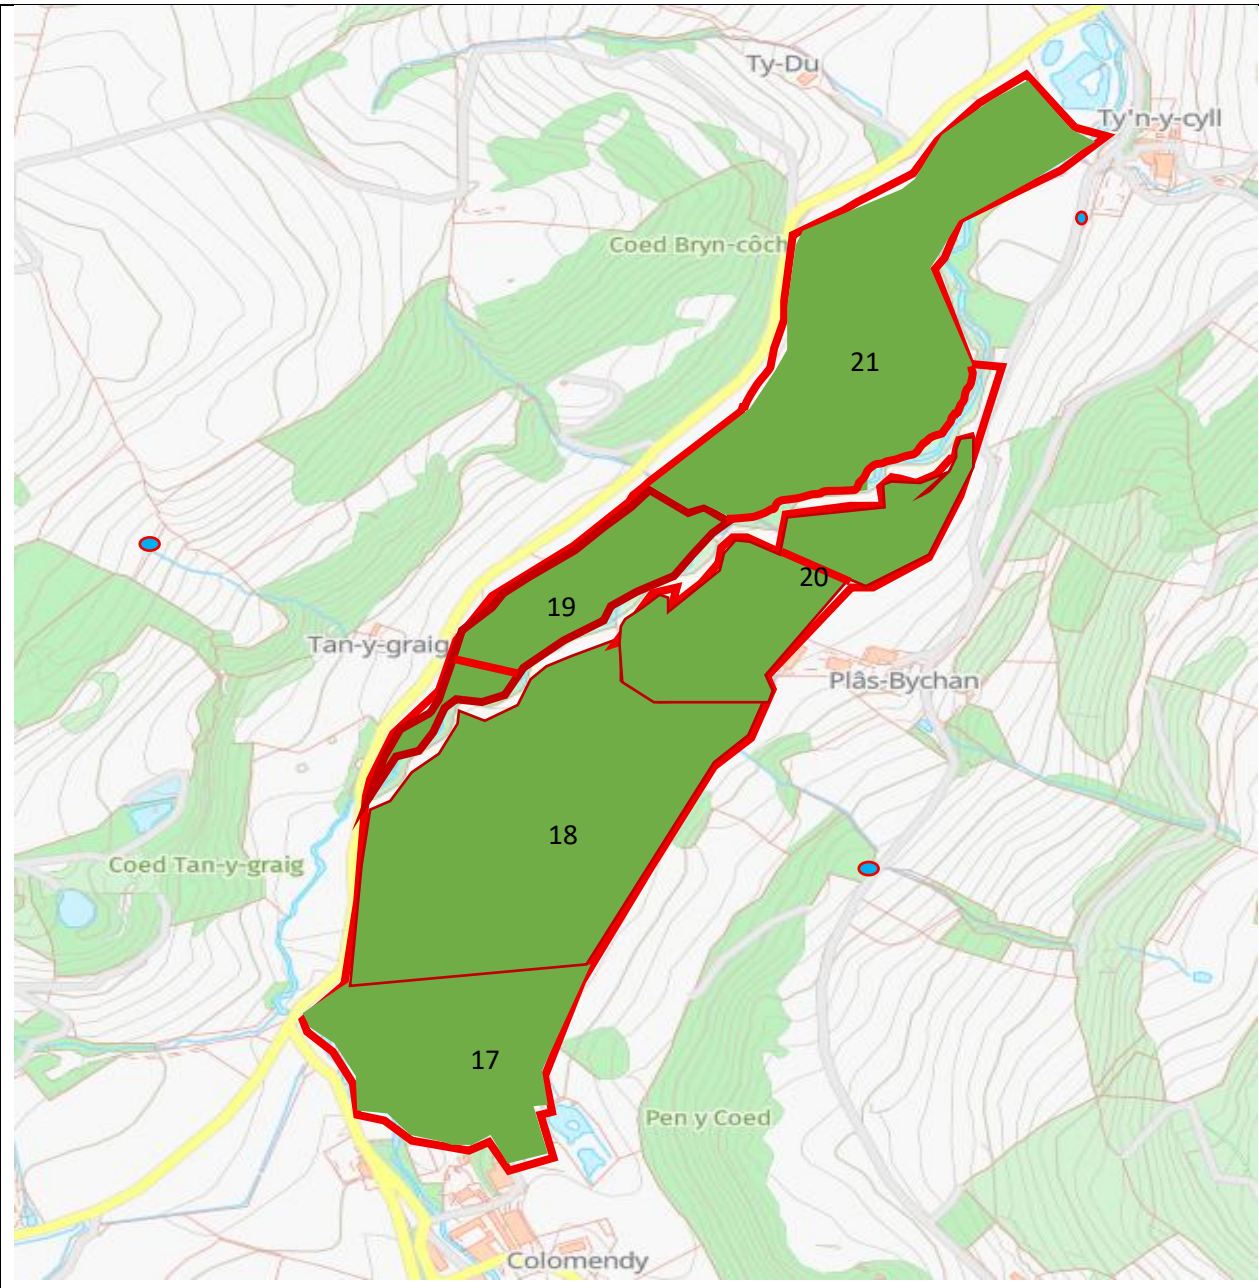 Ty-Du
Ty'n-y-cyll
Coed Bryn-côch
21
20
19
Tan-y-graig
Plâs-Bychan
18
Coed Tan-y-graig
17
Pen y Coed
Colomendy